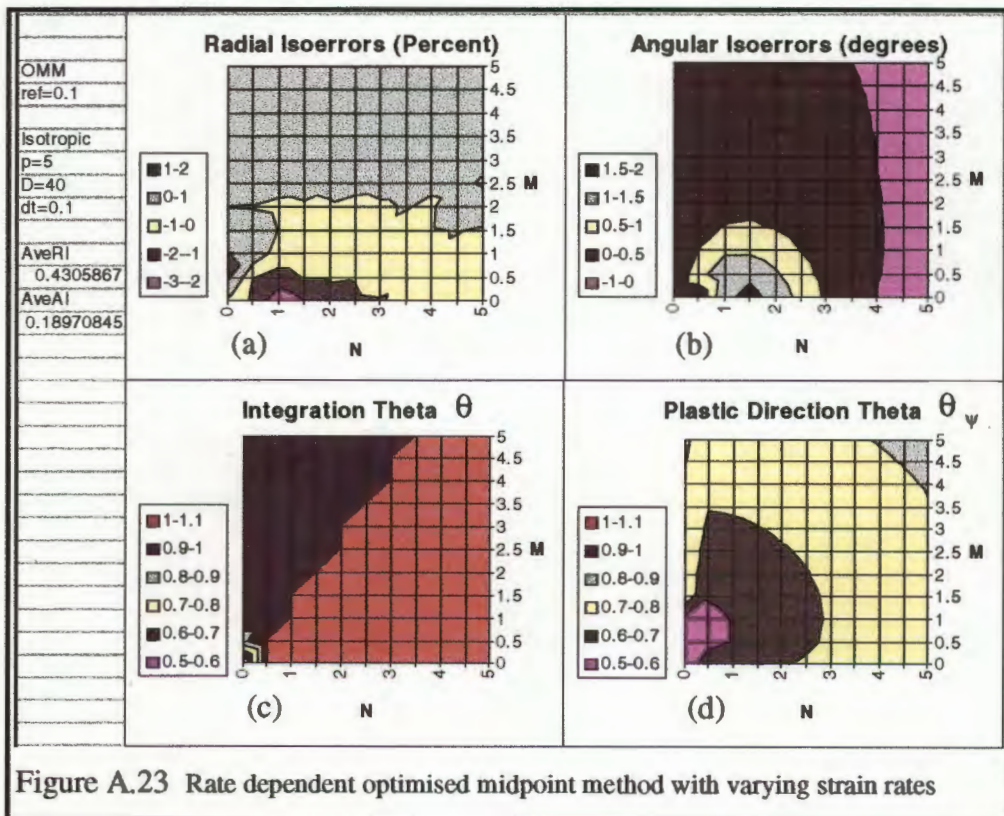 OMM
ref=0.1
Isotropic
p=5
D=40
dt=0.1
AveRI
0.4305867
AveAI
0.18970845
Radial Isoerrors (Percent)
1-2
0-1
-1-0
-2--1
-3--2
5
4.5
4
3.5
3
2.5 M
2
1.5
1
0.5
0
0 1 2 3 4 5
(a)
N
Angular Isoerrors (degrees)
1.5-2
1-1.5
0.5-1
0-0.5
-1-0
5
4.5
4
3.5
3
2.5 M
2
1.5
1
0.5
0
0 1 2 3 4 5
(b)
N
Integration Theta θ
1-1.1
0.9-1
0.8-0.9
0.7-0.8
0.6-0.7
0.5-0.6
5
4.5
4
3.5
3
2.5 M
2
1.5
1
0.5
0
0 1 2 3 4 5
(c)
N
Plastic Direction Theta θψ
1-1.1
0.9-1
0.8-0.9
0.7-0.8
0.6-0.7
0.5-0.6
5
4.5
4
3.5
3
2.5 M
2
1.5
1
0.5
0
0 1 2 3 4 5
(d)
N
Figure A.23 Rate dependent optimised midpoint method with varying strain rates